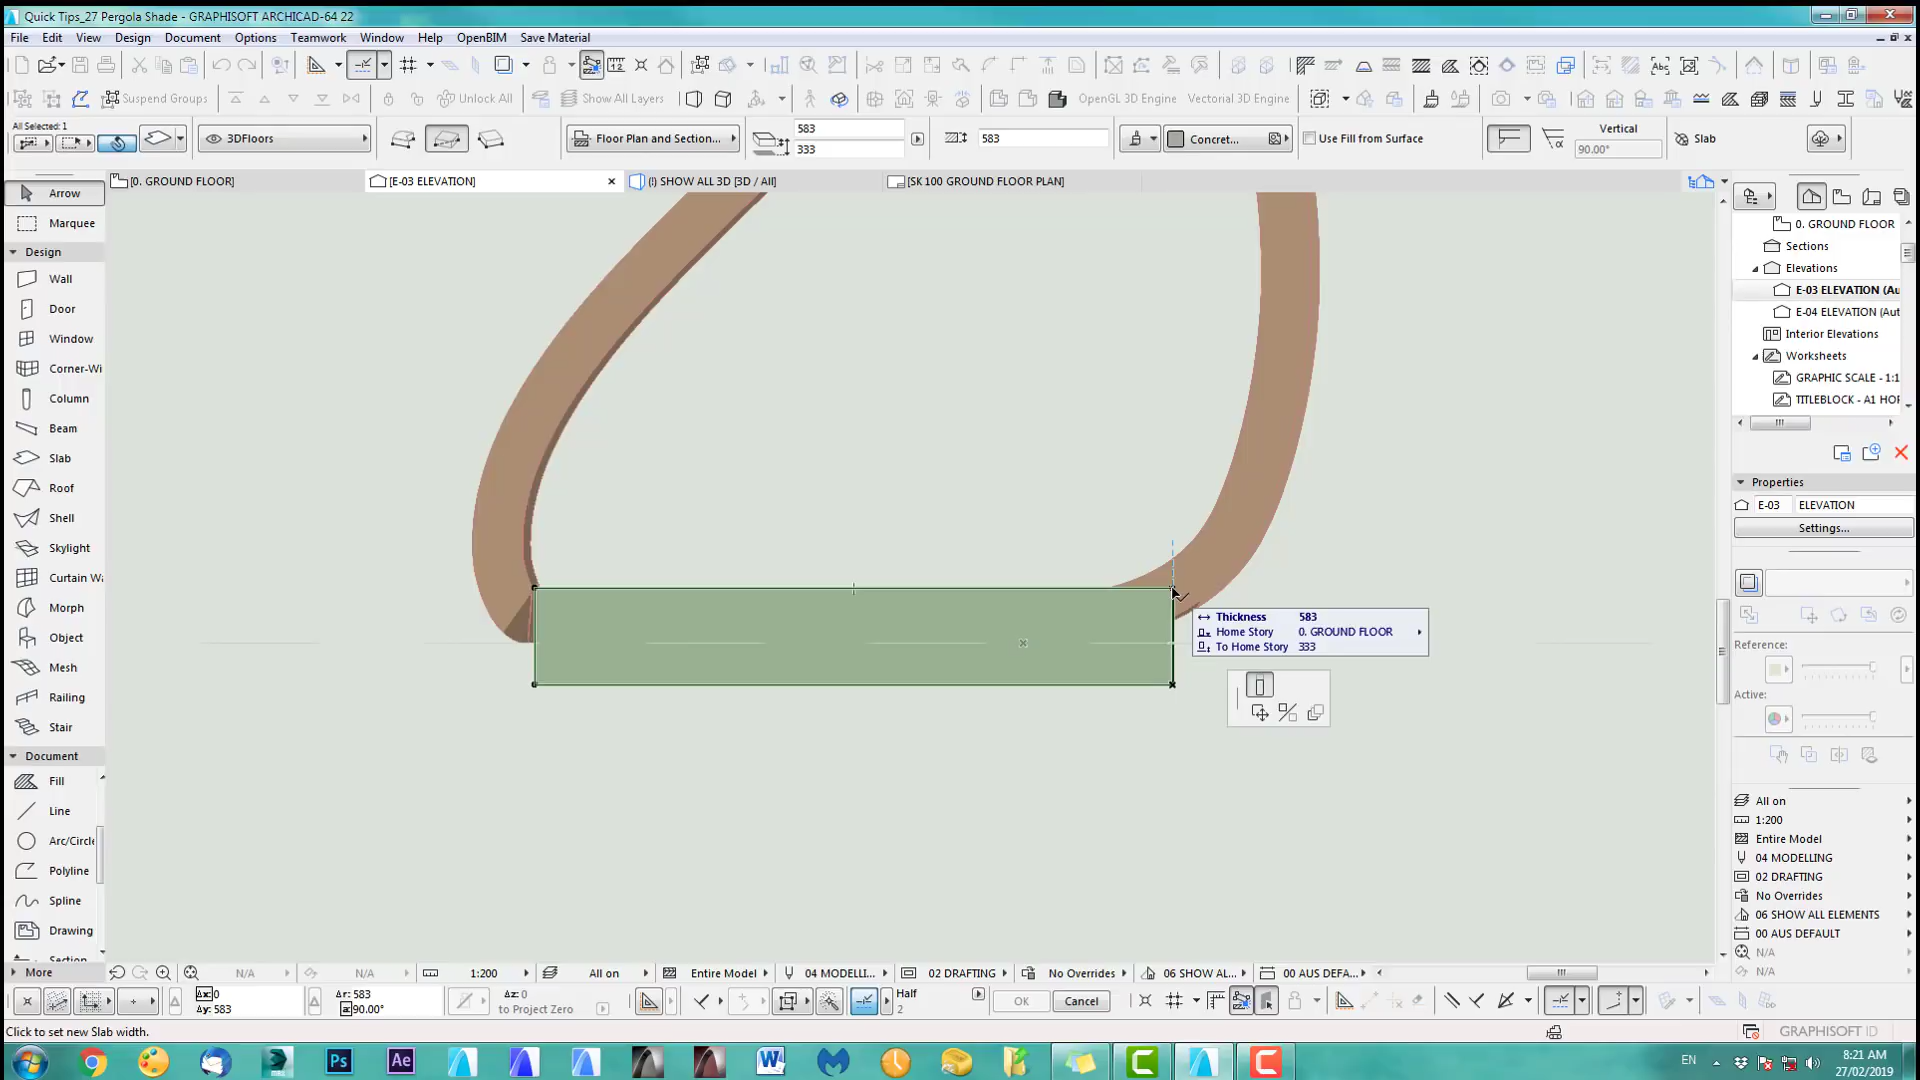 Quick Tips_27 Pergola Shade - GRAPHISOFT ARCHICAD-64 22
File Edit View Design Document Options Teamwork Window Help OpenBIM Save Material
Suspend Groups Unlock All Show All Layers OpenGL 3D Engine Vectorial 3D Engine
All Selected: 1
3DFloors
Floor Plan and Section...
583
333
583
Concret...
Use Fill from Surface
Vertical
90.00°
Slab
[0. GROUND FLOOR]
[E-03 ELEVATION]
(!) SHOW ALL 3D [3D / All]
[SK 100 GROUND FLOOR PLAN]
Arrow
Marquee
Design
Wall
Door
Window
Corner-Wi
Column
Beam
Slab
Roof
Shell
Skylight
Curtain Wa
Morph
Object
Mesh
Railing
Stair
Document
Fill
Line
Arc/Circle
Polyline
Spline
Drawing
Section
More
Thickness 583
Home Story 0. GROUND FLOOR
To Home Story 333
0. GROUND FLOOR
Sections
Elevations
E-03 ELEVATION (Au
E-04 ELEVATION (Aut
Interior Elevations
Worksheets
GRAPHIC SCALE - 1:1
TITLEBLOCK - A1 HOR
Properties
E-03 ELEVATION
Settings...
Reference:
Active:
All on
1:200
Entire Model
04 MODELLING
02 DRAFTING
No Overrides
06 SHOW ALL ELEMENTS
00 AUS DEFAULT
N/A
N/A
N/A N/A 1:200 All on Entire Model 04 MODELLI... 02 DRAFTING No Overrides 06 SHOW AL... 00 AUS DEFA...
Δx: 0
Δy: 583
Δr: 583
a: 90.00°
Δz: 0
to Project Zero
Half
2
OK
Cancel
Click to set new Slab width.
GRAPHISOFT ID
Ps Ae
EN
8:21 AM
27/02/2019